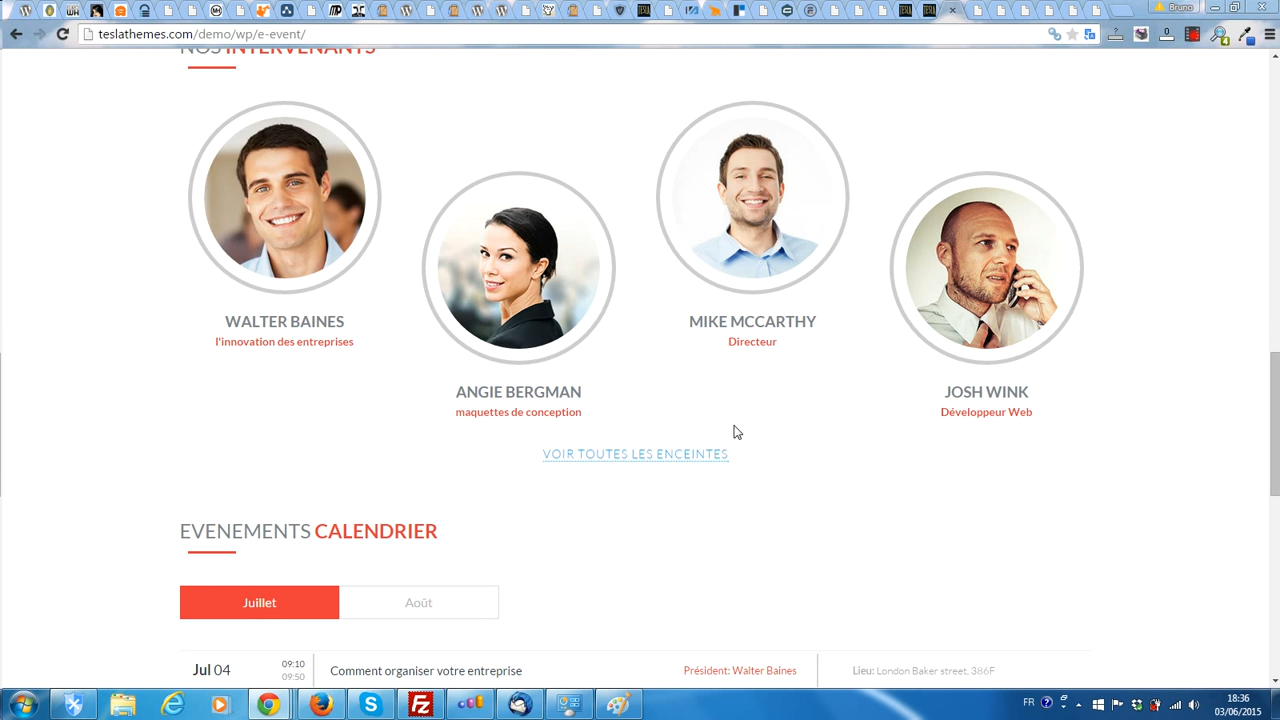 Bruno
teslathemes.com/demo/wp/e-event/
NOS INTERVENANTS
WALTER BAINES
l'innovation des entreprises
MIKE MCCARTHY
Directeur
ANGIE BERGMAN
maquettes de conception
JOSH WINK
Développeur Web
VOIR TOUTES LES ENCEINTES
EVENEMENTS CALENDRIER
Juillet
Août
Jul 04
09:10
09:50
Comment organiser votre entreprise
Président: Walter Baines
Lieu: London Baker street, 386F
FR
18:36
03/06/2015